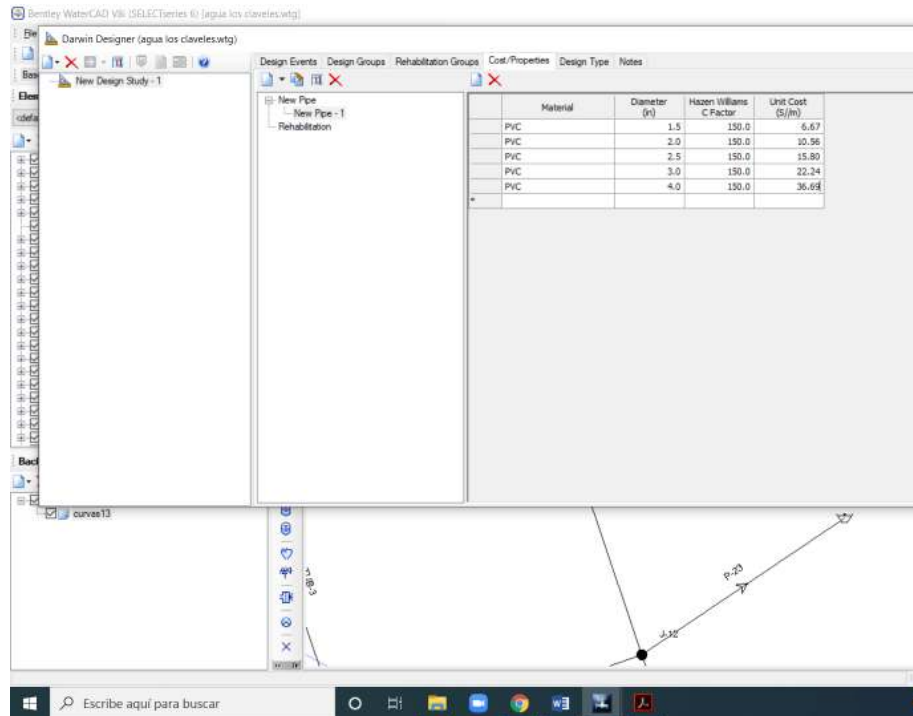 Bentley WaterCAD V8i (SELECTseries 6) [agua los claveles.wtg]
Darwin Designer (agua los claveles.wtg)
New Design Study - 1
Design Events Design Groups Rehabilitation Groups Cost/Properties Design Type Notes
New Pipe
New Pipe - 1
Rehabilitation
Material Diameter (in) Hazen Williams C Factor Unit Cost (S//m)
PVC 1.5 150.0 6.67
PVC 2.0 150.0 10.56
PVC 2.5 150.0 15.80
PVC 3.0 150.0 22.24
PVC 4.0 150.0 36.69
*
curvas13
P-23
J-12
Escribe aquí para buscar